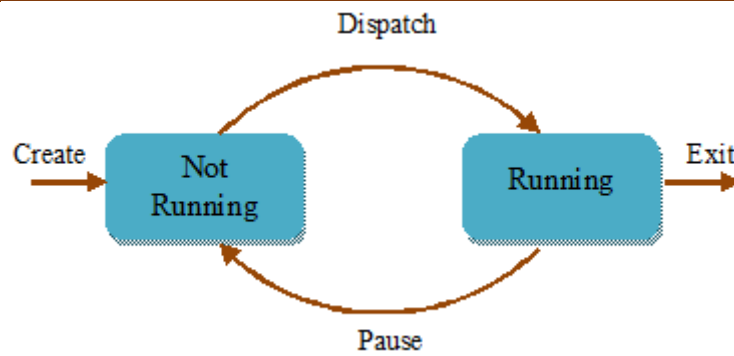 Dispatch
Create
Not
Running
Running
Exit
Pause